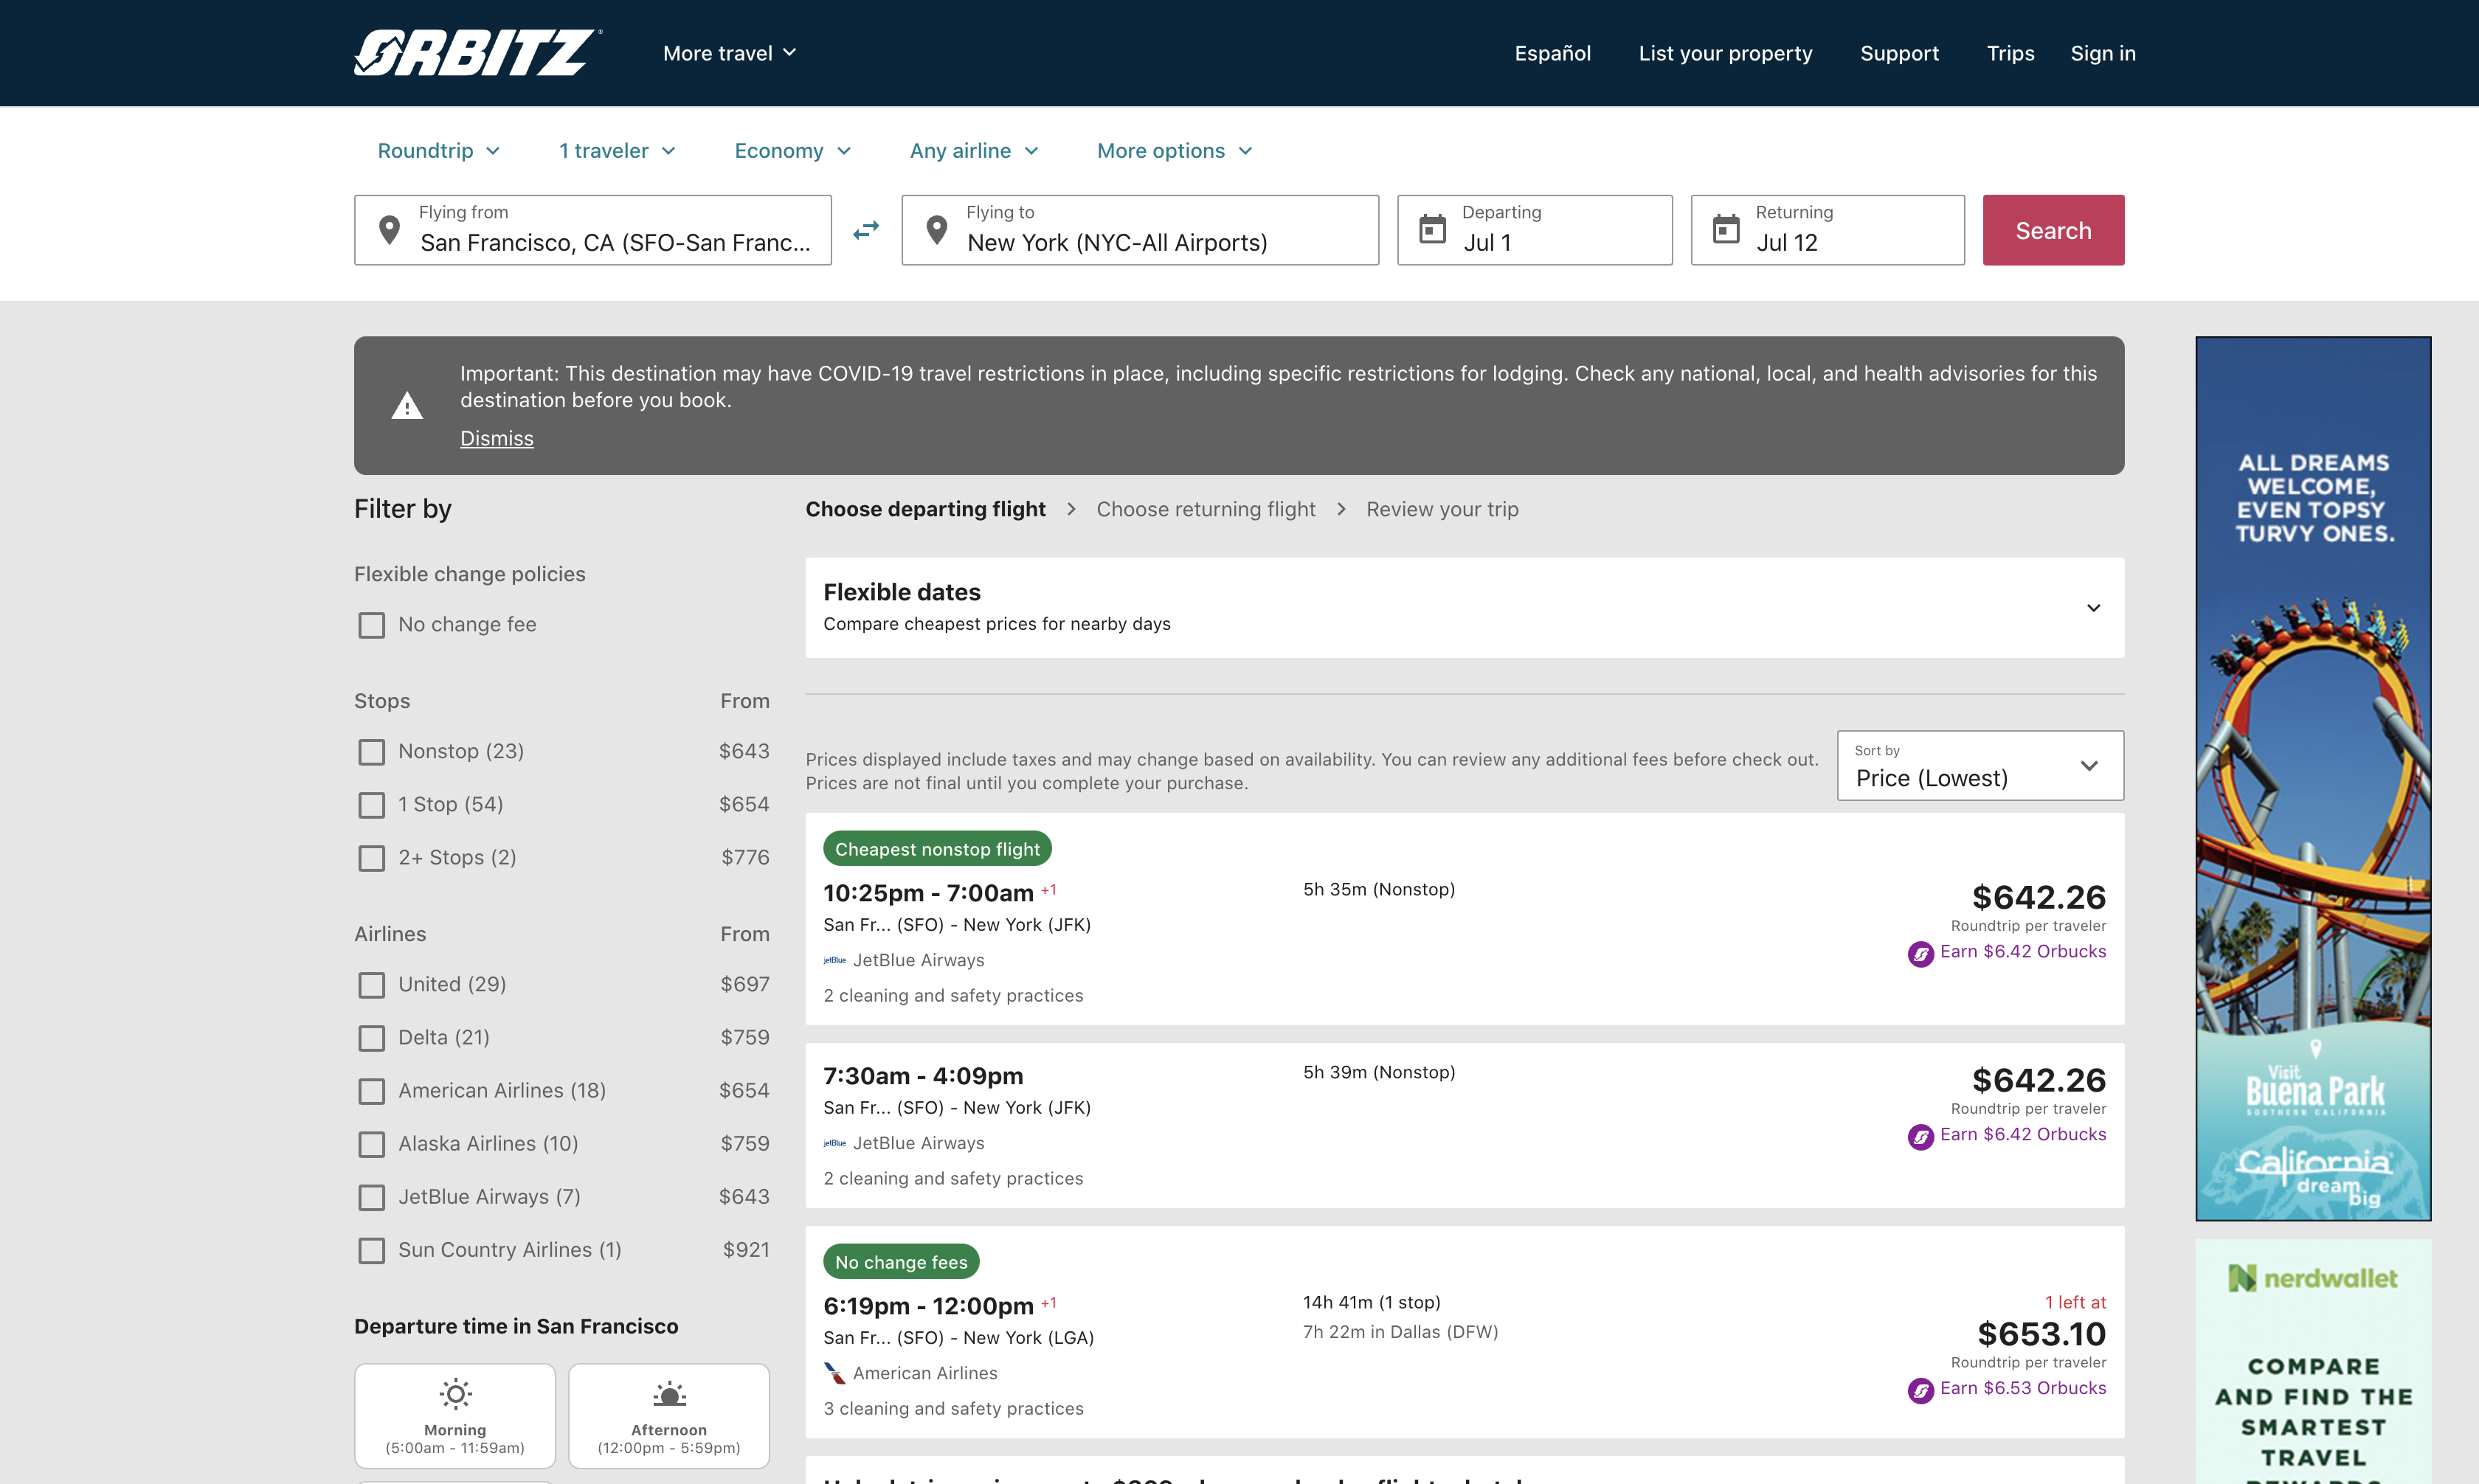 ORBITZ
More travel
Español
List your property
Support
Trips
Sign in
Roundtrip
1 traveler
Economy
Any airline
More options
Flying from
San Francisco, CA (SFO-San Franc...
Flying to
New York (NYC-All Airports)
Departing
Jul 1
Returning
Jul 12
Search
Important: This destination may have COVID-19 travel restrictions in place, including specific restrictions for lodging. Check any national, local, and health advisories for this
destination before you book.
Dismiss
Filter by
Flexible change policies
No change fee
Stops From
Nonstop (23) $643
1 Stop (54) $654
2+ Stops (2) $776
Airlines From
United (29) $697
Delta (21) $759
American Airlines (18) $654
Alaska Airlines (10) $759
JetBlue Airways (7) $643
Sun Country Airlines (1) $921
Departure time in San Francisco
Morning
(5:00am - 11:59am)
Afternoon
(12:00pm - 5:59pm)
Choose departing flight
Choose returning flight
Review your trip
Flexible dates
Compare cheapest prices for nearby days
Prices displayed include taxes and may change based on availability. You can review any additional fees before check out.
Prices are not final until you complete your purchase.
Sort by
Price (Lowest)
Cheapest nonstop flight
10:25pm - 7:00am +1
San Fr... (SFO) - New York (JFK)
jetBlue JetBlue Airways
2 cleaning and safety practices
5h 35m (Nonstop)
$642.26
Roundtrip per traveler
Earn $6.42 Orbucks
7:30am - 4:09pm
San Fr... (SFO) - New York (JFK)
jetBlue JetBlue Airways
2 cleaning and safety practices
5h 39m (Nonstop)
$642.26
Roundtrip per traveler
Earn $6.42 Orbucks
No change fees
6:19pm - 12:00pm +1
San Fr... (SFO) - New York (LGA)
American Airlines
3 cleaning and safety practices
14h 41m (1 stop)
7h 22m in Dallas (DFW)
1 left at
$653.10
Roundtrip per traveler
Earn $6.53 Orbucks
ALL DREAMS
WELCOME,
EVEN TOPSY
TURVY ONES.
Visit
Buena Park
SOUTHERN CALIFORNIA
California
dream
big
nerdwallet
COMPARE
AND FIND THE
SMARTEST
TRAVEL